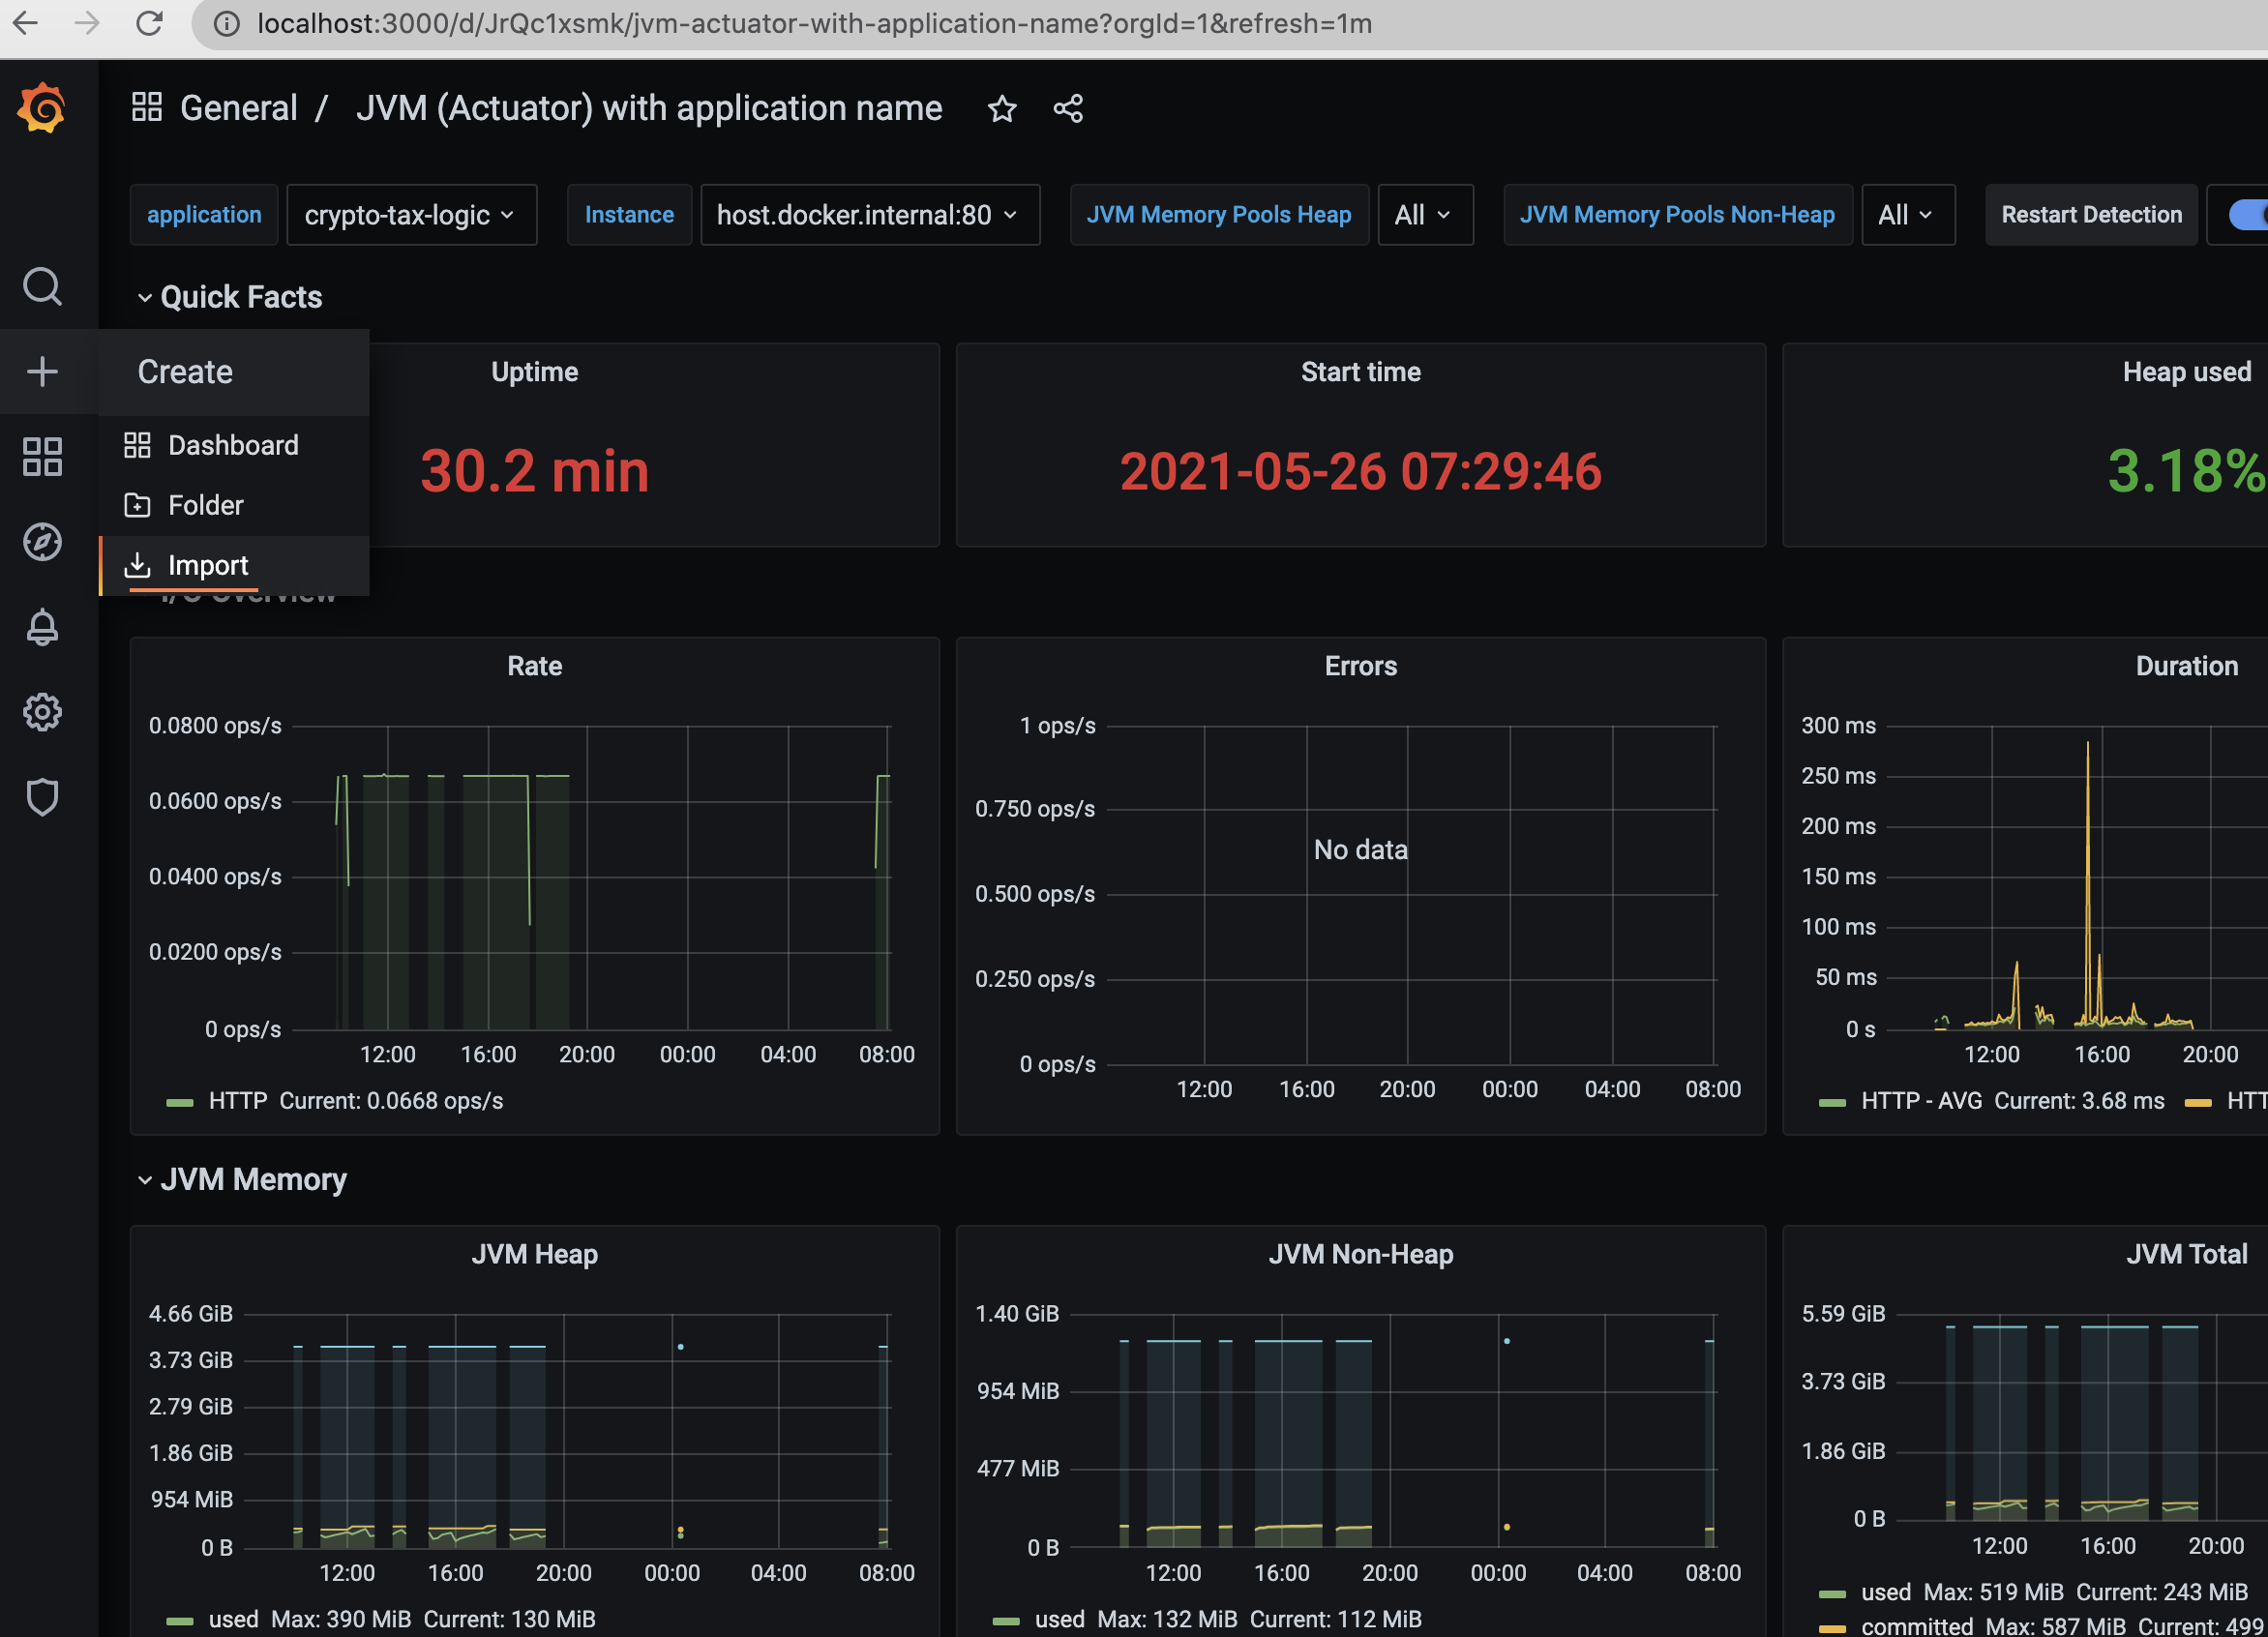 localhost:3000/d/JrQc1xsmk/jvm-actuator-with-application-name?orgId=1&refresh=1m
General / JVM (Actuator) with application name
application crypto-tax-logic Instance host.docker.internal:80 JVM Memory Pools Heap All JVM Memory Pools Non-Heap All Restart Detection
Quick Facts
Create
Dashboard
Folder
Import
Uptime
30.2 min
Start time
2021-05-26 07:29:46
Heap used
3.18%
I/O Overview
Rate
0.0800 ops/s
0.0600 ops/s
0.0400 ops/s
0.0200 ops/s
0 ops/s
12:00 16:00 20:00 00:00 04:00 08:00
HTTP Current: 0.0668 ops/s
Errors
1 ops/s
0.750 ops/s
No data
0.500 ops/s
0.250 ops/s
0 ops/s
12:00 16:00 20:00 00:00 04:00 08:00
Duration
300 ms
250 ms
200 ms
150 ms
100 ms
50 ms
0 s
12:00 16:00 20:00
HTTP - AVG Current: 3.68 ms HTT
JVM Memory
JVM Heap
4.66 GiB
3.73 GiB
2.79 GiB
1.86 GiB
954 MiB
0 B
12:00 16:00 20:00 00:00 04:00 08:00
used Max: 390 MiB Current: 130 MiB
JVM Non-Heap
1.40 GiB
954 MiB
477 MiB
0 B
12:00 16:00 20:00 00:00 04:00 08:00
used Max: 132 MiB Current: 112 MiB
JVM Total
5.59 GiB
3.73 GiB
1.86 GiB
0 B
12:00 16:00 20:00
used Max: 519 MiB Current: 243 MiB
committed Max: 587 MiB Current: 499